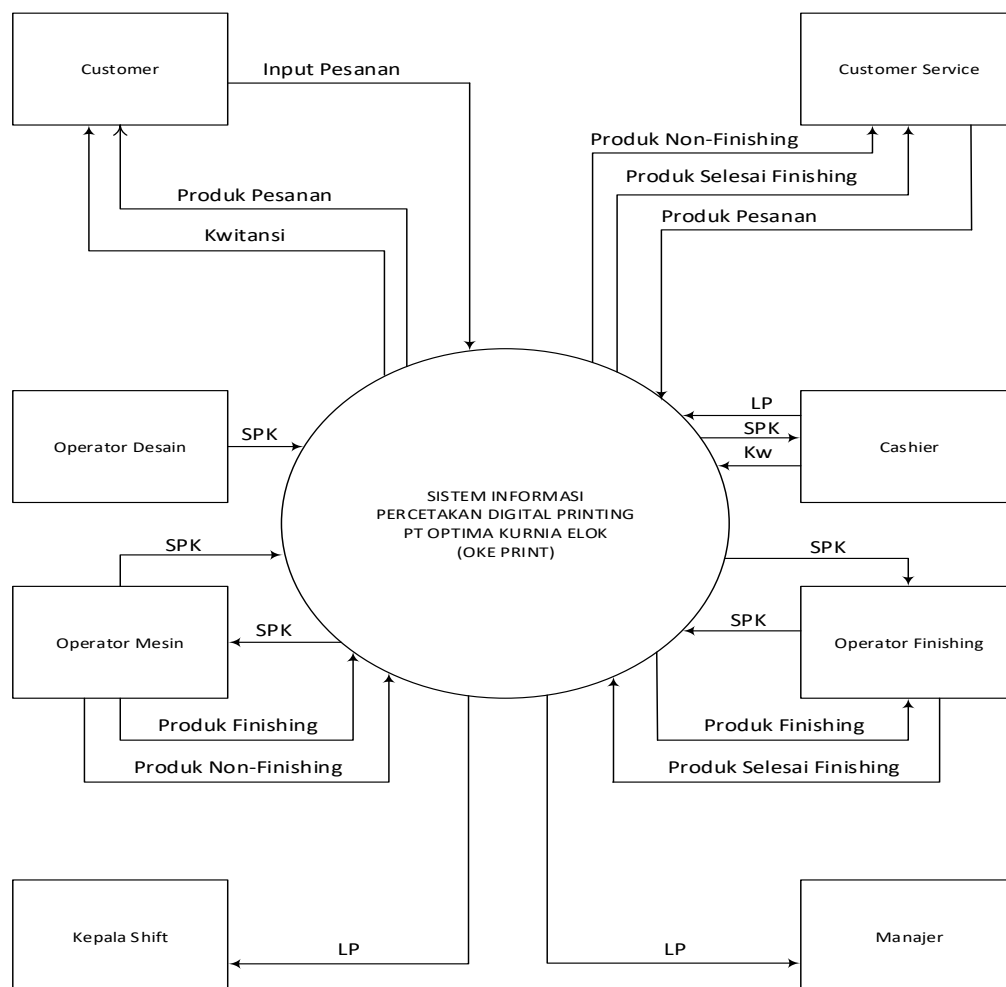 Customer
Input Pesanan
Customer Service
Produk Non-Finishing
Produk Selesai Finishing
Produk Pesanan
Produk Pesanan
Kwitansi
Operator Desain
SPK
LP
SPK
Kw
Cashier
SISTEM INFORMASI
PERCETAKAN DIGITAL PRINTING
PT OPTIMA KURNIA ELOK
(OKE PRINT)
SPK
SPK
Operator Mesin
SPK
SPK
Operator Finishing
Produk Finishing
Produk Non-Finishing
Produk Finishing
Produk Selesai Finishing
Kepala Shift
LP
LP
Manajer